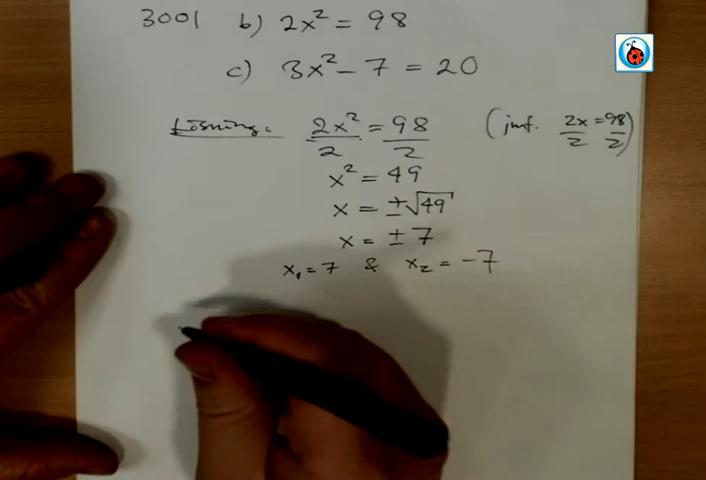 3001 b) 2x² = 98
c) 3x² - 7 = 20
Lösning: 2x²/2 = 98/2 (jmf. 2x/2 = 98/2)
x² = 49
x = ±√49
x = ± 7
x₁ = 7 & x₂ = -7